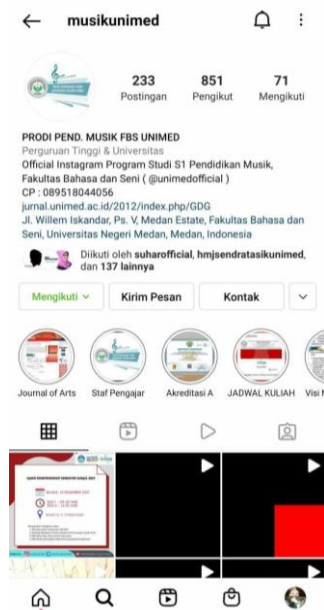 musikunimed
233 851 71
Postingan Pengikut Mengikuti
PRODI PEND. MUSIK FBS UNIMED
Perguruan Tinggi & Universitas
Official Instagram Program Studi S1 Pendidikan Musik,
Fakultas Bahasa dan Seni ( @unimedofficial )
CP : 089518044056
jurnal.unimed.ac.id/2012/index.php/GDG
Jl. Willem Iskandar, Ps. V, Medan Estate, Fakultas Bahasa dan
Seni, Universitas Negeri Medan, Medan, Indonesia
Diikuti oleh suharofficial, hmjsendratasikunimed,
dan 137 lainnya
Mengikuti Kirim Pesan Kontak
Journal of Arts Staf Pengajar Akreditasi A JADWAL KULIAH Visi